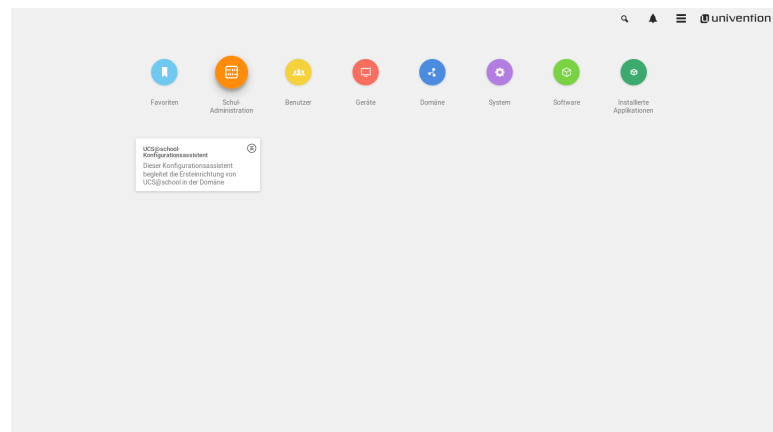 univention
Favoriten
Schul-
Administration
Benutzer
Geräte
Domäne
System
Software
Installierte
Applikationen
UCS@school-
Konfigurationsassistent
Dieser Konfigurationsassistent
begleitet die Ersteinrichtung von
UCS@school in der Domäne